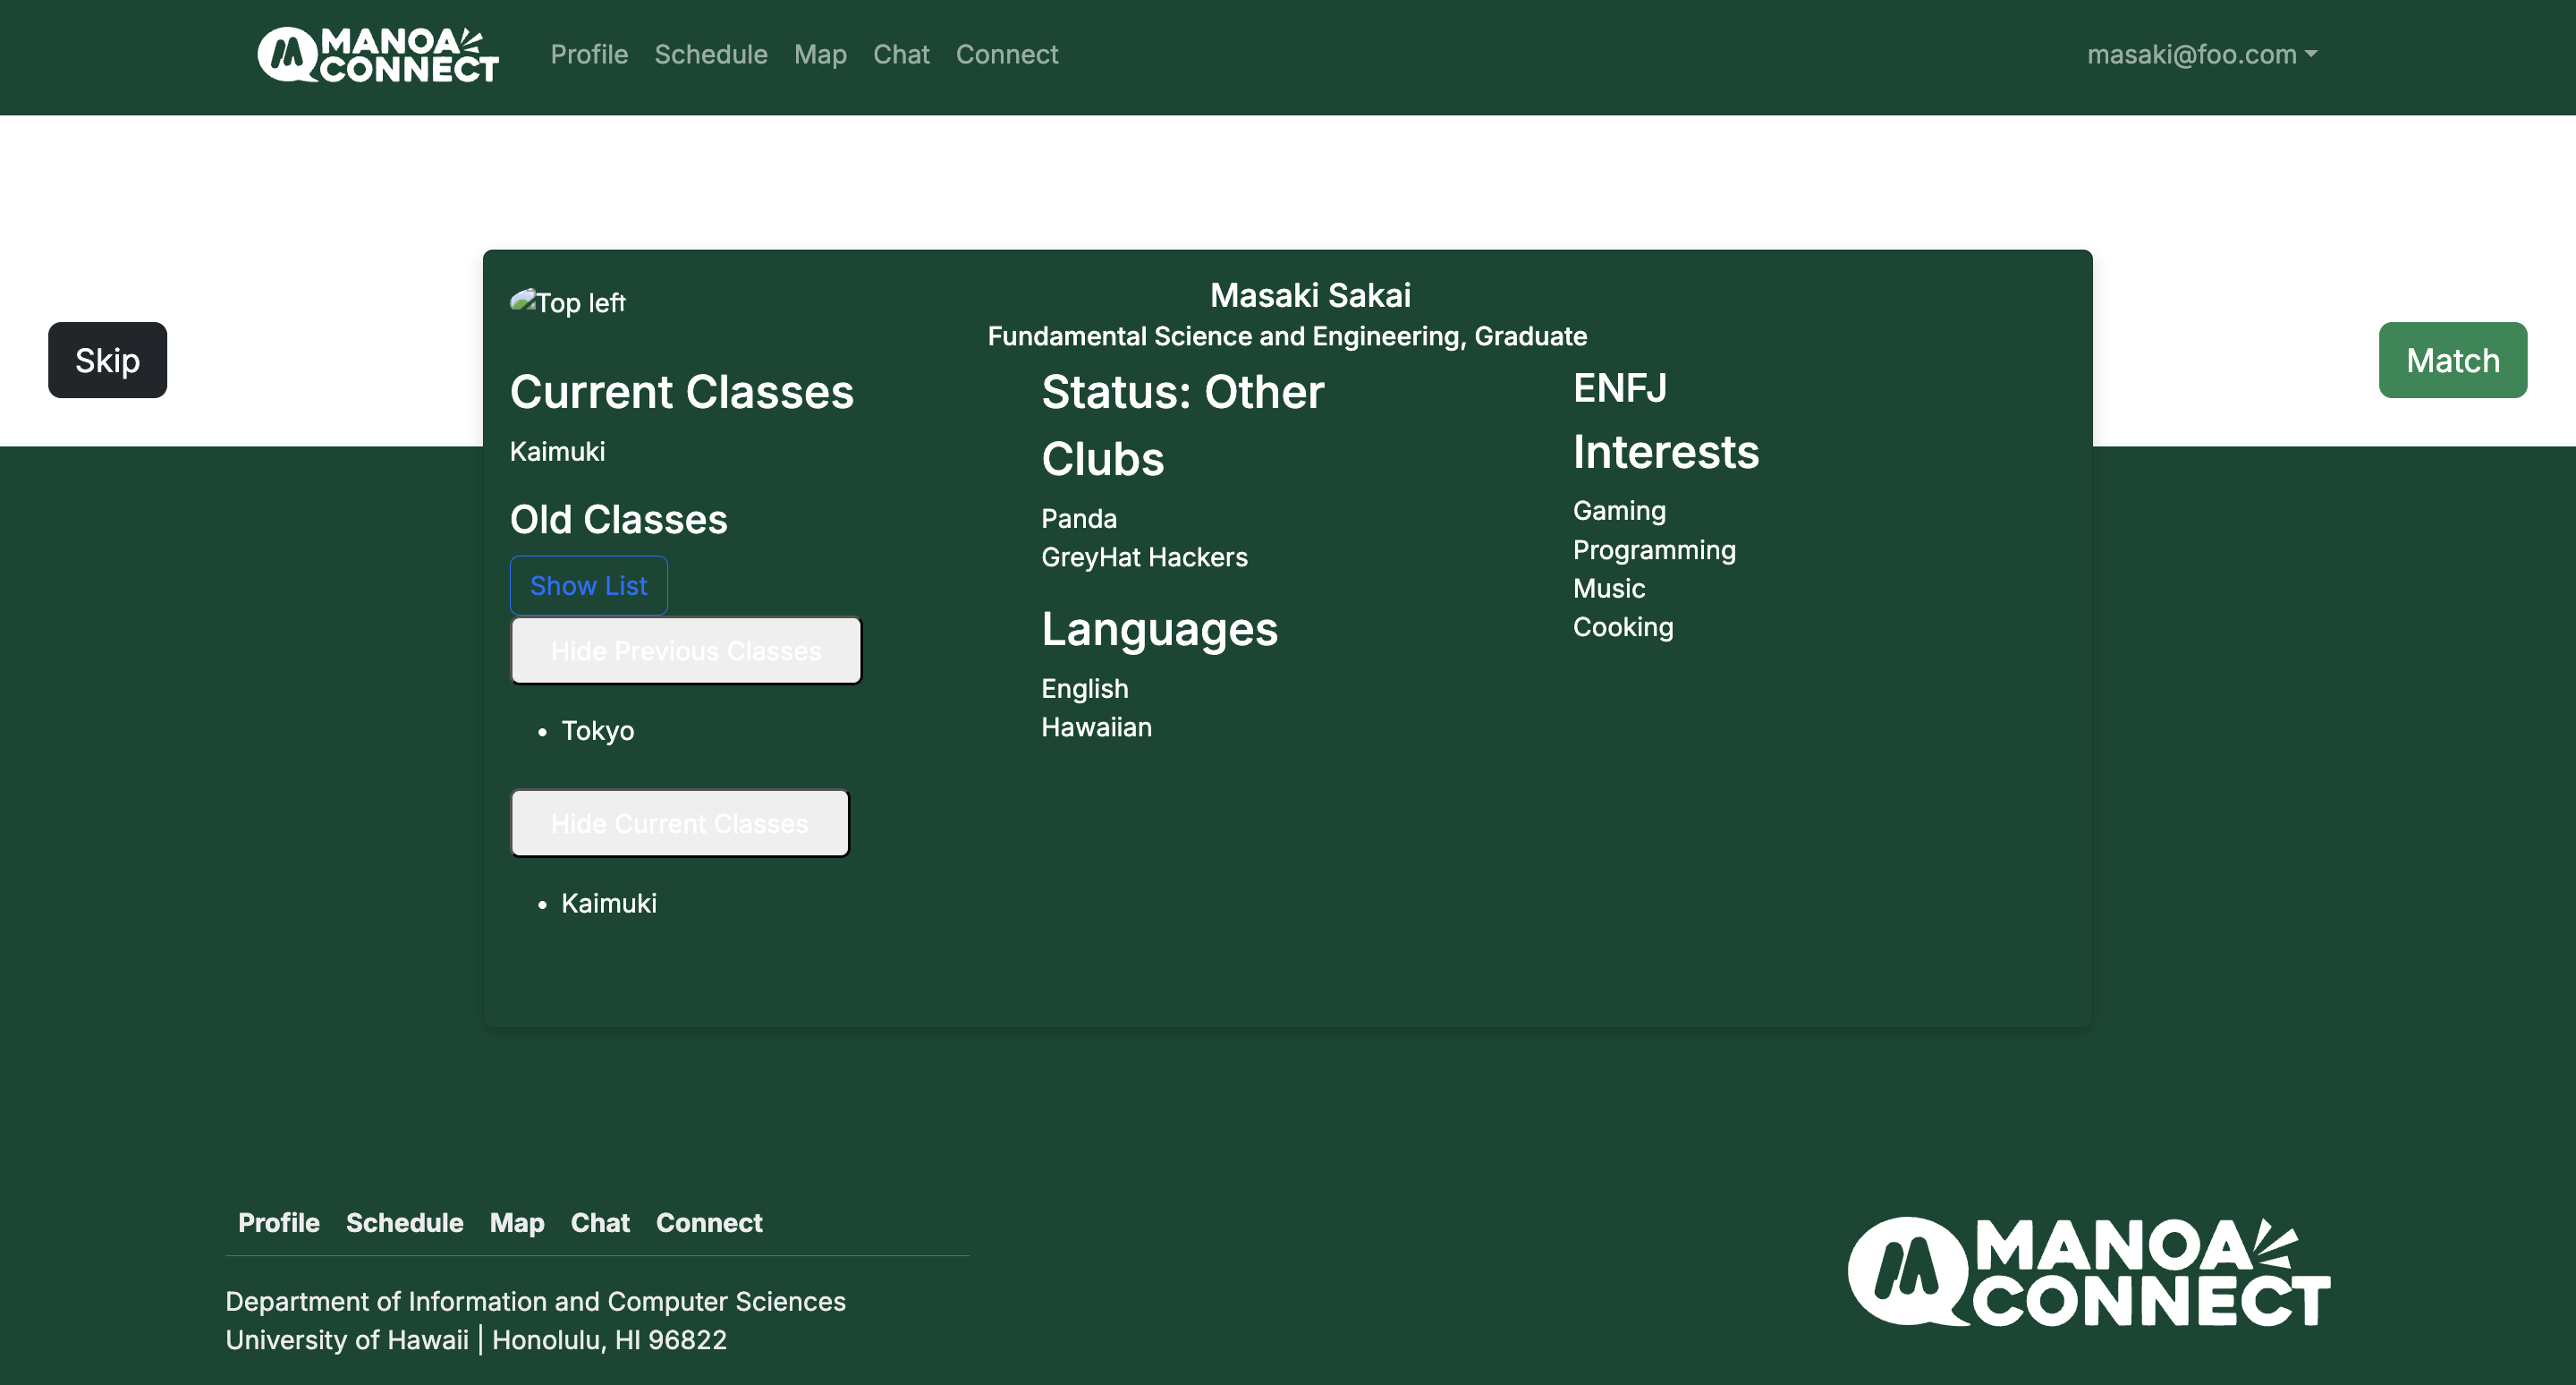 MANOA
CONNECT
Profile Schedule Map Chat Connect
masaki@foo.com
Skip
Match
Top left
Masaki Sakai
Fundamental Science and Engineering, Graduate
Current Classes
Kaimuki
Old Classes
Show List
Hide Previous Classes
Tokyo
Hide Current Classes
Kaimuki
Status: Other
Clubs
Panda
GreyHat Hackers
Languages
English
Hawaiian
ENFJ
Interests
Gaming
Programming
Music
Cooking
Profile Schedule Map Chat Connect
Department of Information and Computer Sciences
University of Hawaii | Honolulu, HI 96822
MANOA
CONNECT